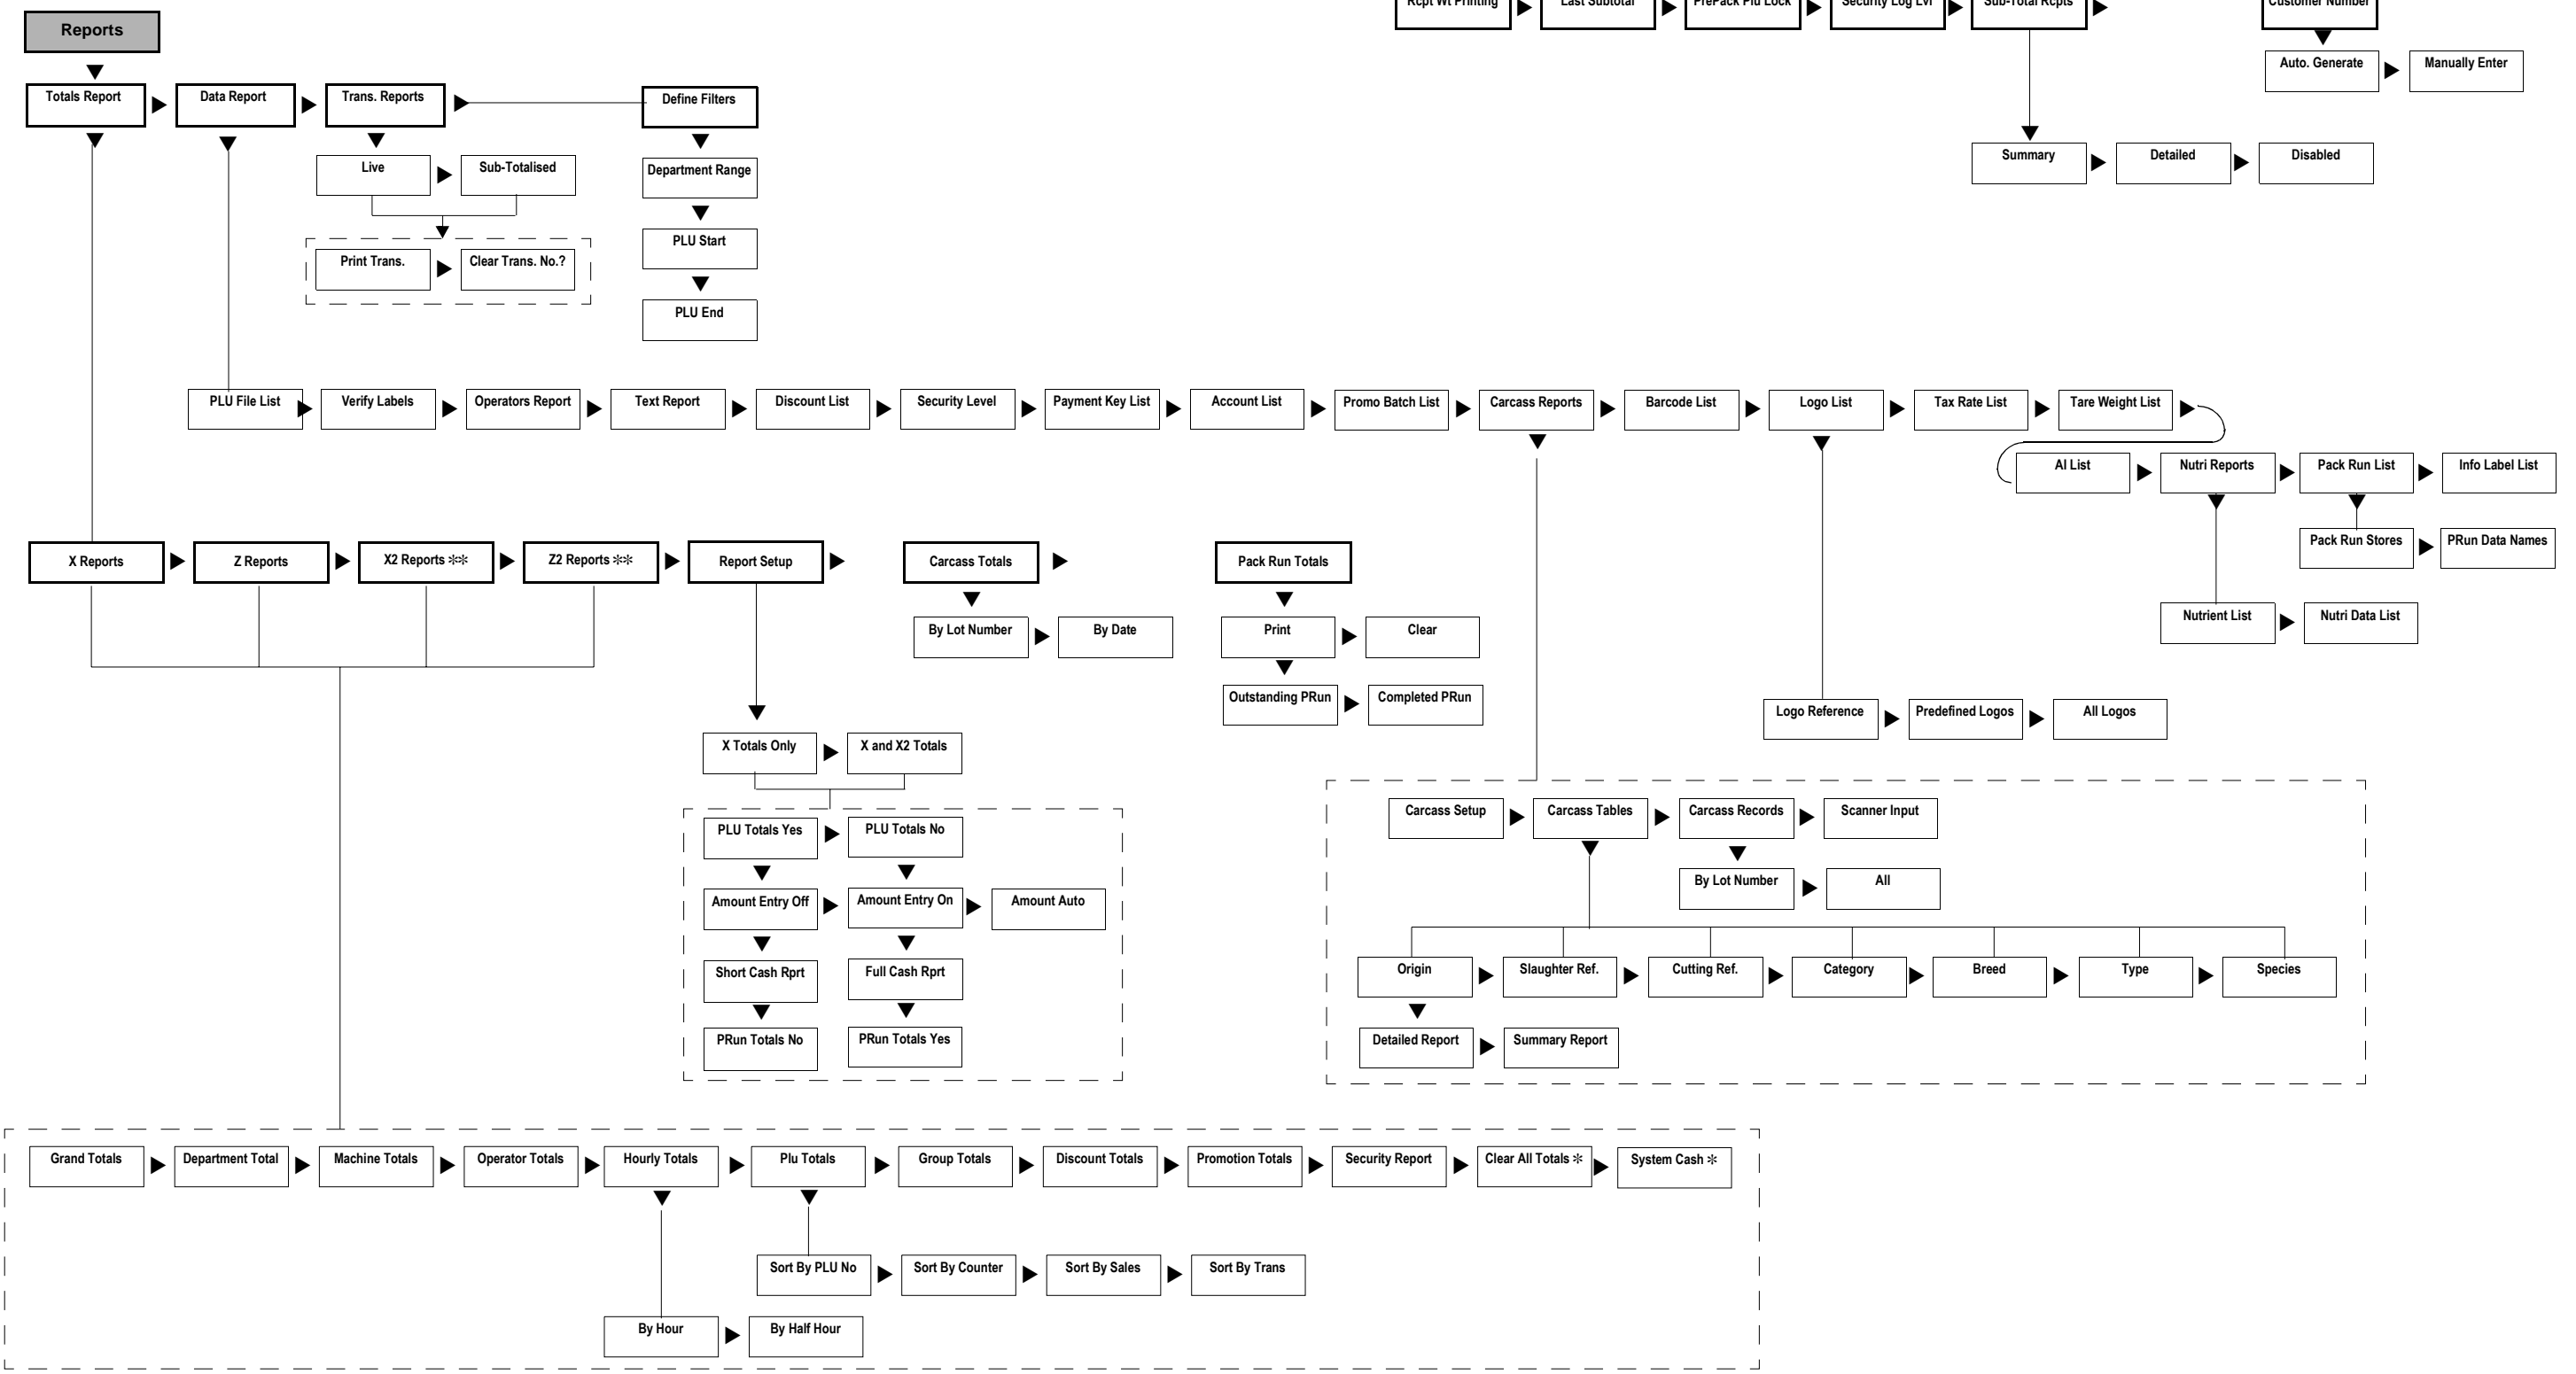 Rcpt Wt Printing
Last Subtotal
PrePack Plu Lock
Security Log Lvl
Sub-Total Rcpts
Customer Number
Auto. Generate
Manually Enter
Summary
Detailed
Disabled
Reports
Totals Report
Data Report
Trans. Reports
Define Filters
Live
Sub-Totalised
Department Range
PLU Start
Print Trans.
Clear Trans. No.?
PLU End
PLU File List
Verify Labels
Operators Report
Text Report
Discount List
Security Level
Payment Key List
Account List
Promo Batch List
Carcass Reports
Barcode List
Logo List
Tax Rate List
Tare Weight List
AI List
Nutri Reports
Pack Run List
Info Label List
Pack Run Stores
PRun Data Names
Nutrient List
Nutri Data List
X Reports
Z Reports
X2 Reports **
Z2 Reports **
Report Setup
Carcass Totals
Pack Run Totals
By Lot Number
By Date
Print
Clear
Outstanding PRun
Completed PRun
Logo Reference
Predefined Logos
All Logos
X Totals Only
X and X2 Totals
PLU Totals Yes
PLU Totals No
Amount Entry Off
Amount Entry On
Amount Auto
Short Cash Rprt
Full Cash Rprt
PRun Totals No
PRun Totals Yes
Carcass Setup
Carcass Tables
Carcass Records
Scanner Input
By Lot Number
All
Origin
Slaughter Ref.
Cutting Ref.
Category
Breed
Type
Species
Detailed Report
Summary Report
Grand Totals
Department Total
Machine Totals
Operator Totals
Hourly Totals
Plu Totals
Group Totals
Discount Totals
Promotion Totals
Security Report
Clear All Totals *
System Cash *
Sort By PLU No
Sort By Counter
Sort By Sales
Sort By Trans
By Hour
By Half Hour